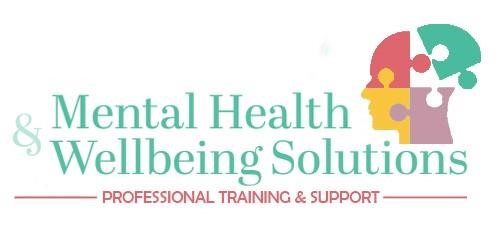 Mental Health
& Wellbeing Solutions
PROFESSIONAL TRAINING & SUPPORT